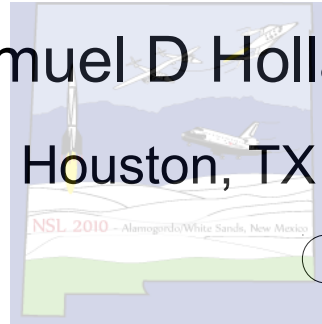 muel D Holl
Houston, TX
NSL 2010 - Alamogordo/White Sands, New Mexico